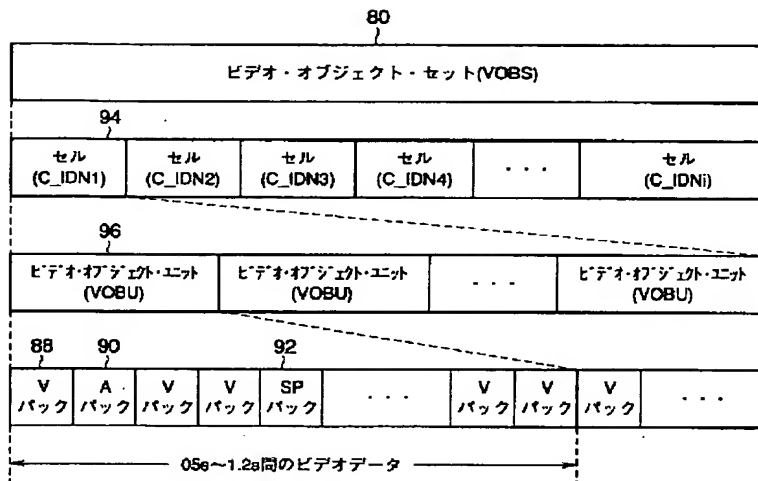 80
ビデオ・オブジェクト・セット(VOBS)
94
セル セル セル セル ・・・ セル
(C_IDN1) (C_IDN2) (C_IDN3) (C_IDN4) (C_IDNi)
96
ビデオ・オブジェクト・ユニット ビデオ・オブジェクト・ユニット ・・・ ビデオ・オブジェクト・ユニット
(VOBU) (VOBU) (VOBU)
88 90 92
V A V V SP ・・・ V V V ・・・
パック パック パック パック パック パック パック パック
05s~1.2s間のビデオデータ